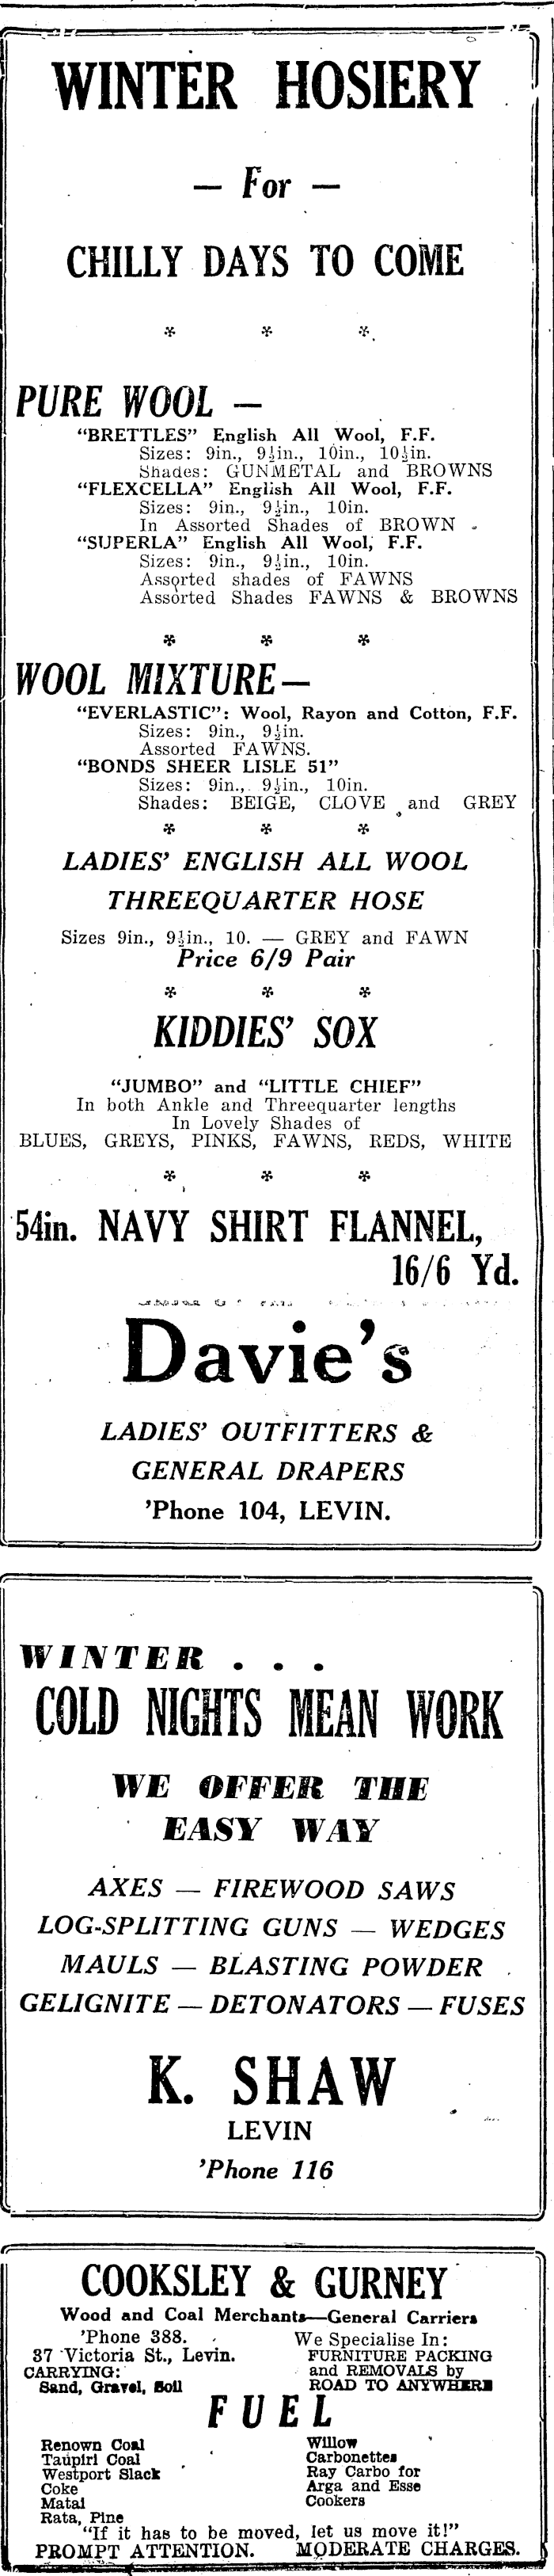 WINTER HOSIERY
— For —
CHILLY DAYS TO COME
* * *
PURE WOOL —
"BRETTLES" English All Wool, F.F.
Sizes: 9in., 9½in., 10in., 10½in.
Shades: GUNMETAL and BROWNS
"FLEXCELLA" English All Wool, F.F.
Sizes: 9in., 9½in., 10in.
In Assorted Shades of BROWN
"SUPERLA" English All Wool, F.F.
Sizes: 9in., 9½in., 10in.
Assorted shades of FAWNS
Assorted Shades FAWNS & BROWNS
* * *
WOOL MIXTURE—
"EVERLASTIC": Wool, Rayon and Cotton, F.F.
Sizes: 9in., 9½in.
Assorted FAWNS.
"BONDS SHEER LISLE 51"
Sizes: 9in., 9½in., 10in.
Shades: BEIGE, CLOVE and GREY
* * *
LADIES' ENGLISH ALL WOOL
THREEQUARTER HOSE
Sizes 9in., 9½in., 10. — GREY and FAWN
Price 6/9 Pair
* * *
KIDDIES' SOX
"JUMBO" and "LITTLE CHIEF"
In both Ankle and Threequarter lengths
In Lovely Shades of
BLUES, GREYS, PINKS, FAWNS, REDS, WHITE
* * *
54in. NAVY SHIRT FLANNEL,
16/6 Yd.
Davie's
LADIES' OUTFITTERS &
GENERAL DRAPERS
'Phone 104, LEVIN.
WINTER . . .
COLD NIGHTS MEAN WORK
WE OFFER THE
EASY WAY
AXES — FIREWOOD SAWS
LOG-SPLITTING GUNS — WEDGES
MAULS — BLASTING POWDER
GELIGNITE — DETONATORS — FUSES
K. SHAW
LEVIN
'Phone 116
COOKSLEY & GURNEY
Wood and Coal Merchants—General Carriers
'Phone 388.
37 Victoria St., Levin.
CARRYING:
Sand, Gravel, Soil
We Specialise In:
FURNITURE PACKING
and REMOVALS by
ROAD TO ANYWHERE
FUEL
Renown Coal
Taupiri Coal
Westport Slack
Coke
Matai
Rata, Pine
Willow
Carbonettes
Ray Carbo for
Arga and Esse
Cookers
"If it has to be moved, let us move it!"
PROMPT ATTENTION. MODERATE CHARGES.